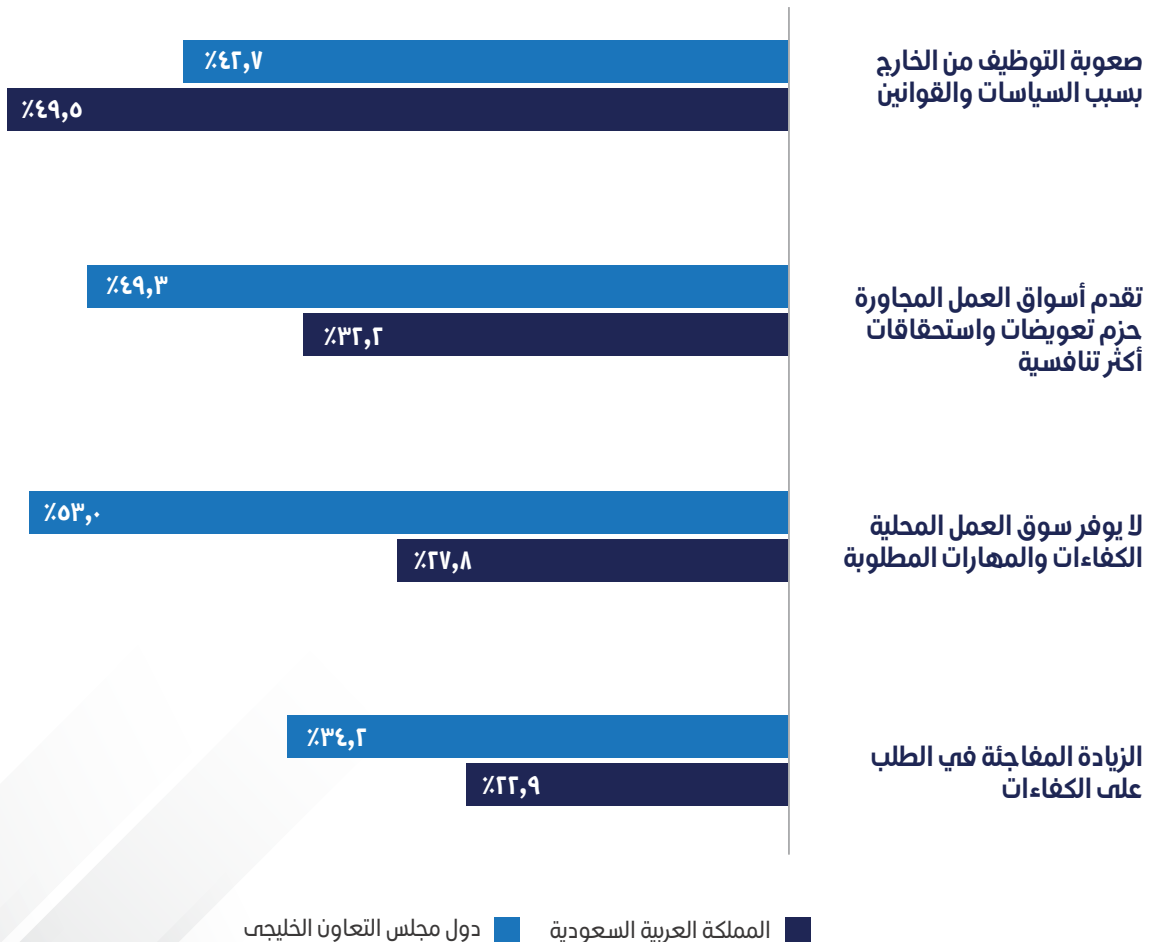 صعوبة التوظيف من الخارج
بسبب السياسات والقوانين
٪٤٢,٧
٪٤٩,٥
تقدم أسواق العمل المجاورة
حزم تعويضات واستحقاقات
أكثر تنافسية
٪٤٩,٣
٪٣٢,٢
لا يوفر سوق العمل المحلية
الكفاءات والمهارات المطلوبة
٪٥٣,٠
٪٢٧,٨
الزيادة المفاجئة في الطلب
على الكفاءات
٪٣٤,٢
٪٢٢,٩
المملكة العربية السعودية
دول مجلس التعاون الخليجي